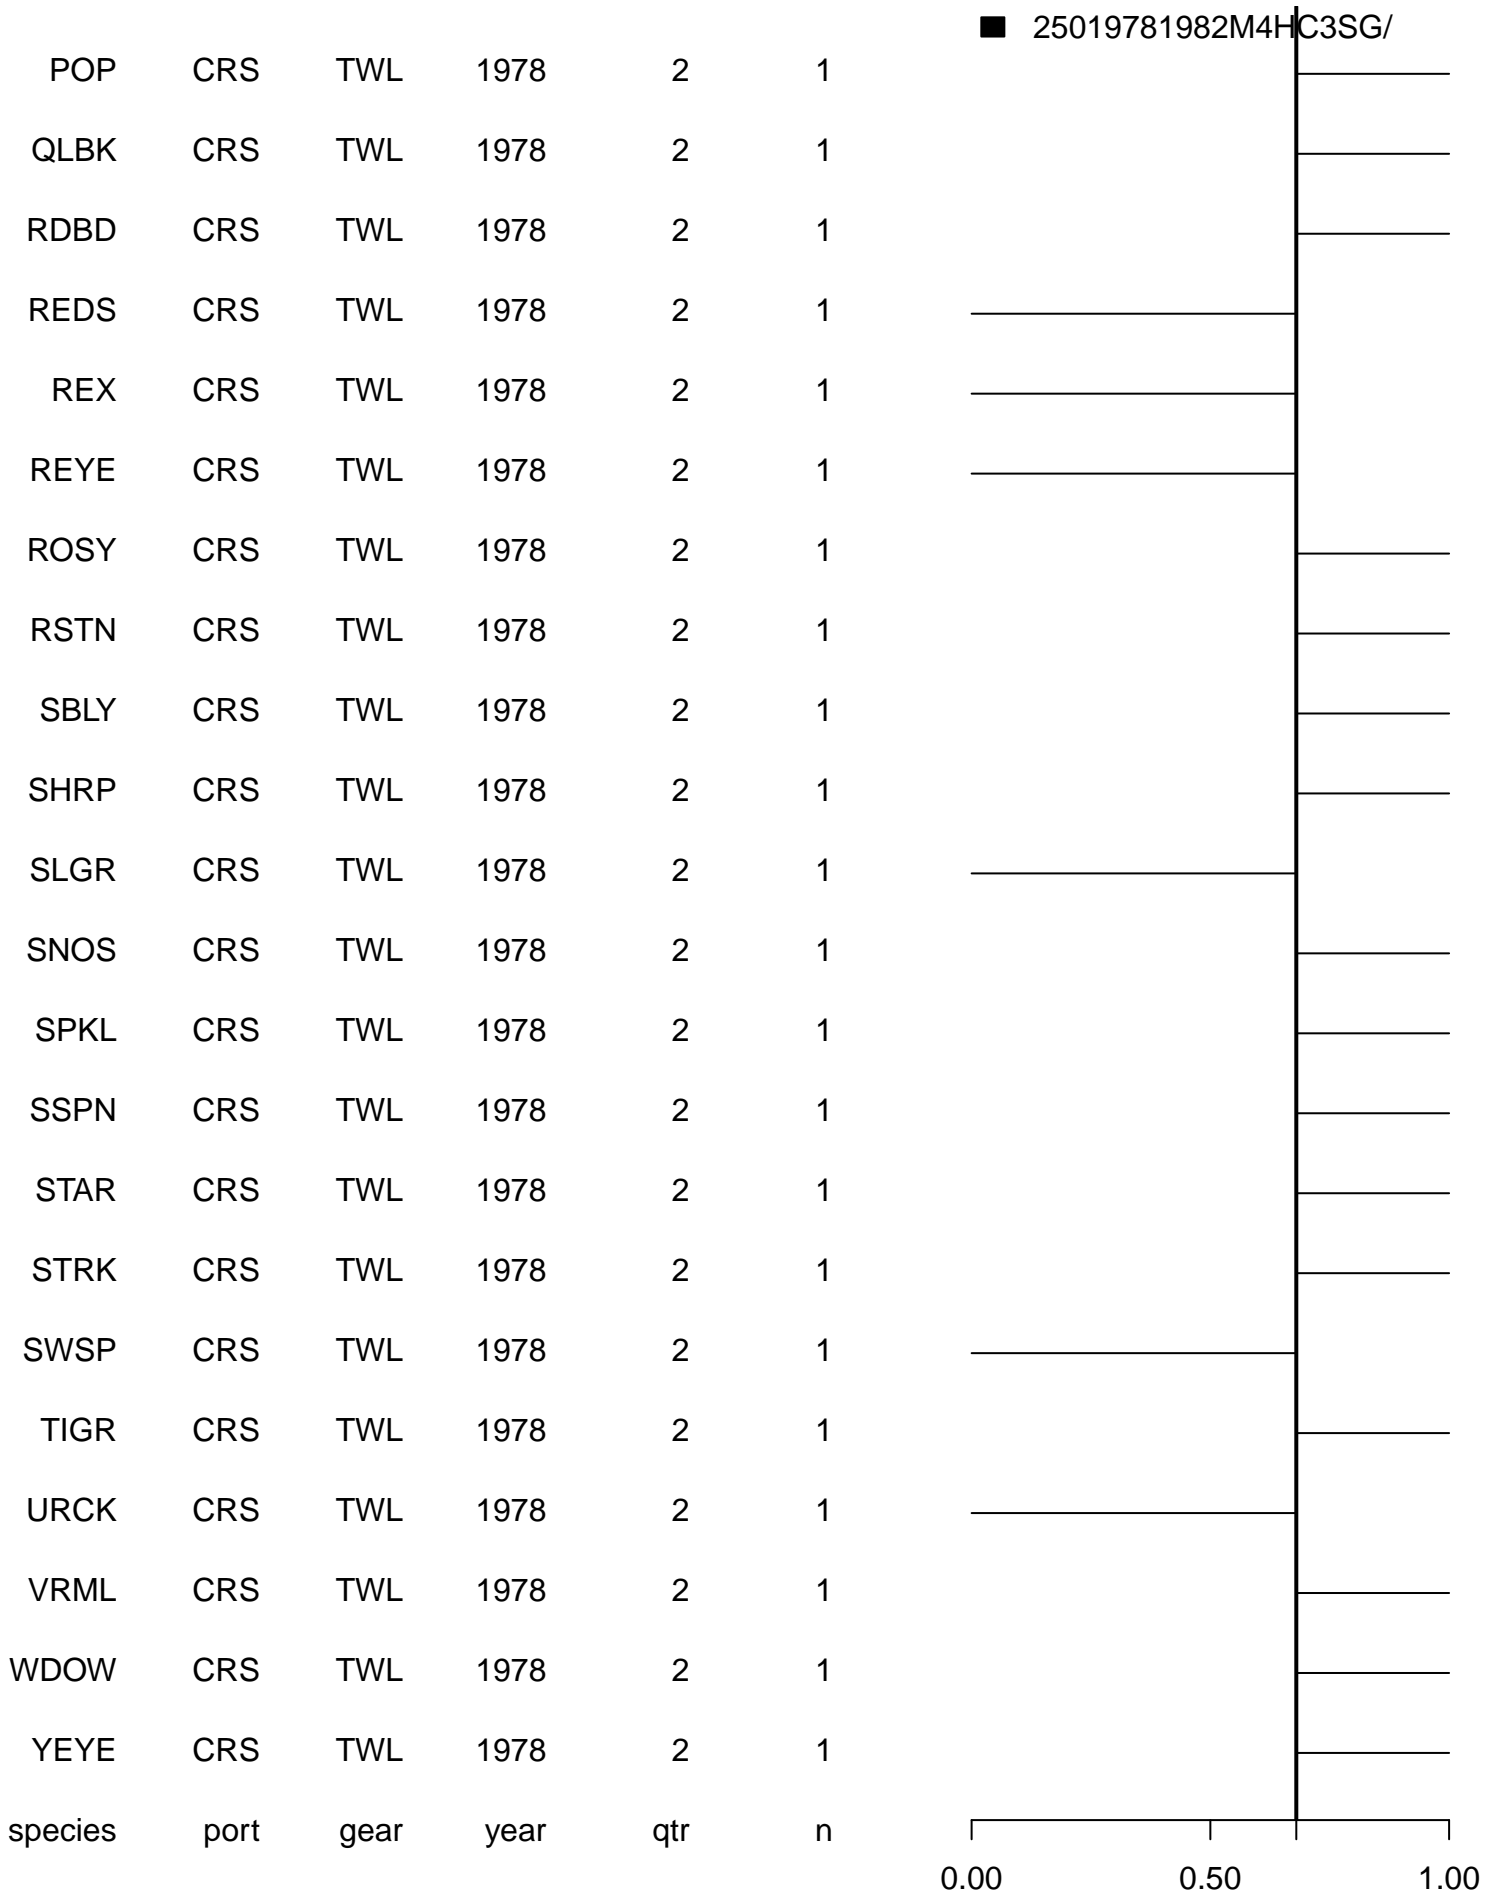 25019781982M4HC3SG/
POP CRS TWL 1978 2 1
QLBK CRS TWL 1978 2 1
RDBD CRS TWL 1978 2 1
REDS CRS TWL 1978 2 1
REX CRS TWL 1978 2 1
REYE CRS TWL 1978 2 1
ROSY CRS TWL 1978 2 1
RSTN CRS TWL 1978 2 1
SBLY CRS TWL 1978 2 1
SHRP CRS TWL 1978 2 1
SLGR CRS TWL 1978 2 1
SNOS CRS TWL 1978 2 1
SPKL CRS TWL 1978 2 1
SSPN CRS TWL 1978 2 1
STAR CRS TWL 1978 2 1
STRK CRS TWL 1978 2 1
SWSP CRS TWL 1978 2 1
TIGR CRS TWL 1978 2 1
URCK CRS TWL 1978 2 1
VRML CRS TWL 1978 2 1
WDOW CRS TWL 1978 2 1
YEYE CRS TWL 1978 2 1
species port gear year qtr n
0.00 0.50 1.00